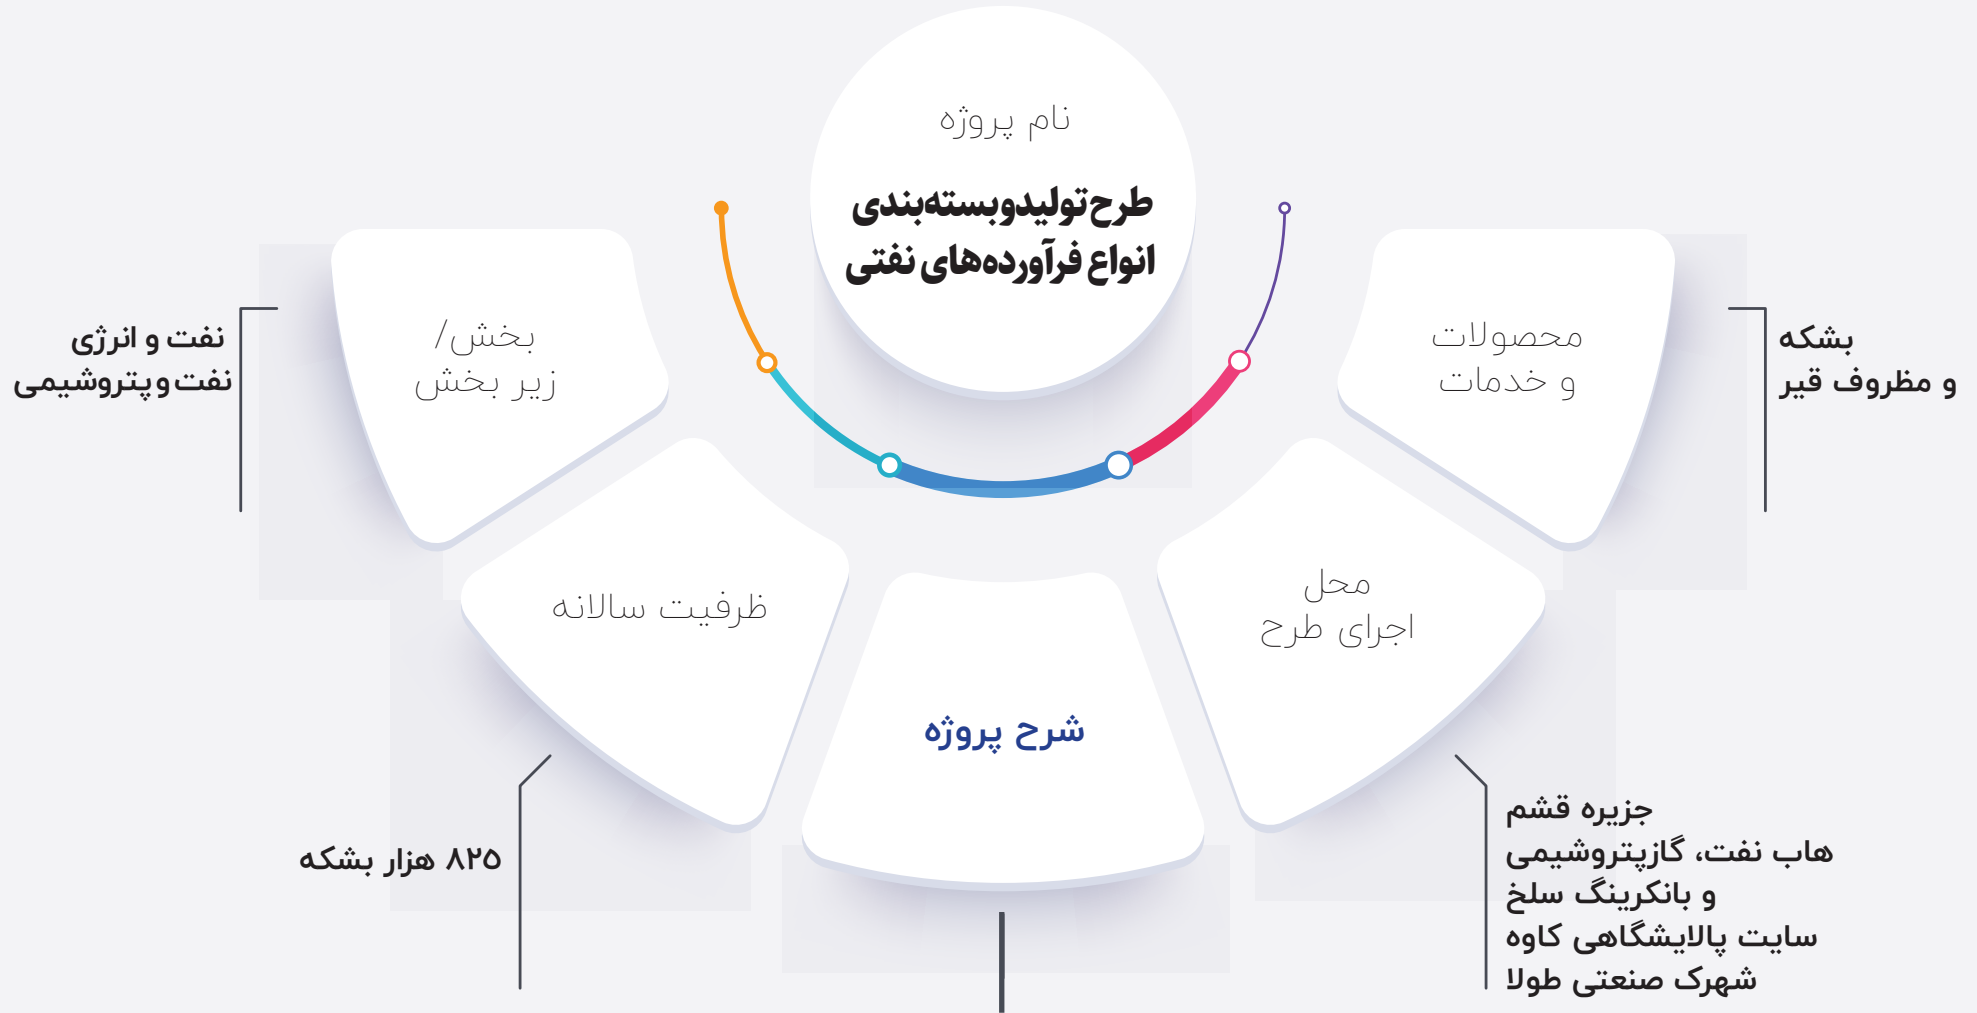 نام پروژه
طرح تولید و بسته‌بندی
انواع فرآورده‌های نفتی
محصولات
و خدمات
بشکه
و مظروف قیر
محل
اجرای طرح
جزیره قشم
هاب نفت، گازپتروشیمی
و بانکرینگ سلخ
سایت پالایشگاهی کاوه
شهرک صنعتی طولا
شرح پروژه
ظرفیت سالانه
۸۲۵ هزار بشکه
بخش/
زیر بخش
نفت و انرژی
نفت و پتروشیمی